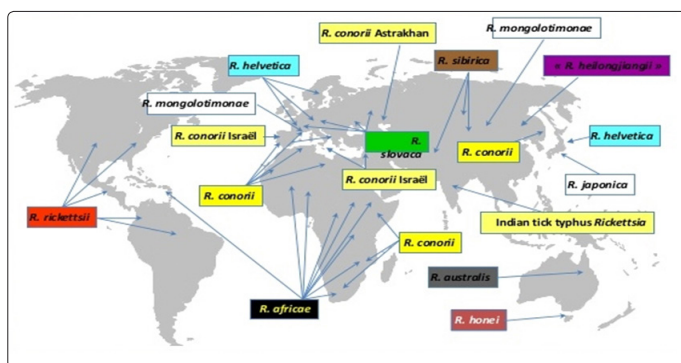 R. conorii Astrakhan
R. mongolotimonae
R. helvetica
R. sibirica
« R. heilongjiangii »
R. mongolotimonae
R. conorii Israël
R.
slovaca
R. conorii
R. helvetica
R. conorii
R. conorii Israël
R. japonica
R. rickettsii
Indian tick typhus Rickettsia
R. conorii
R. australis
R. africae
R. honei